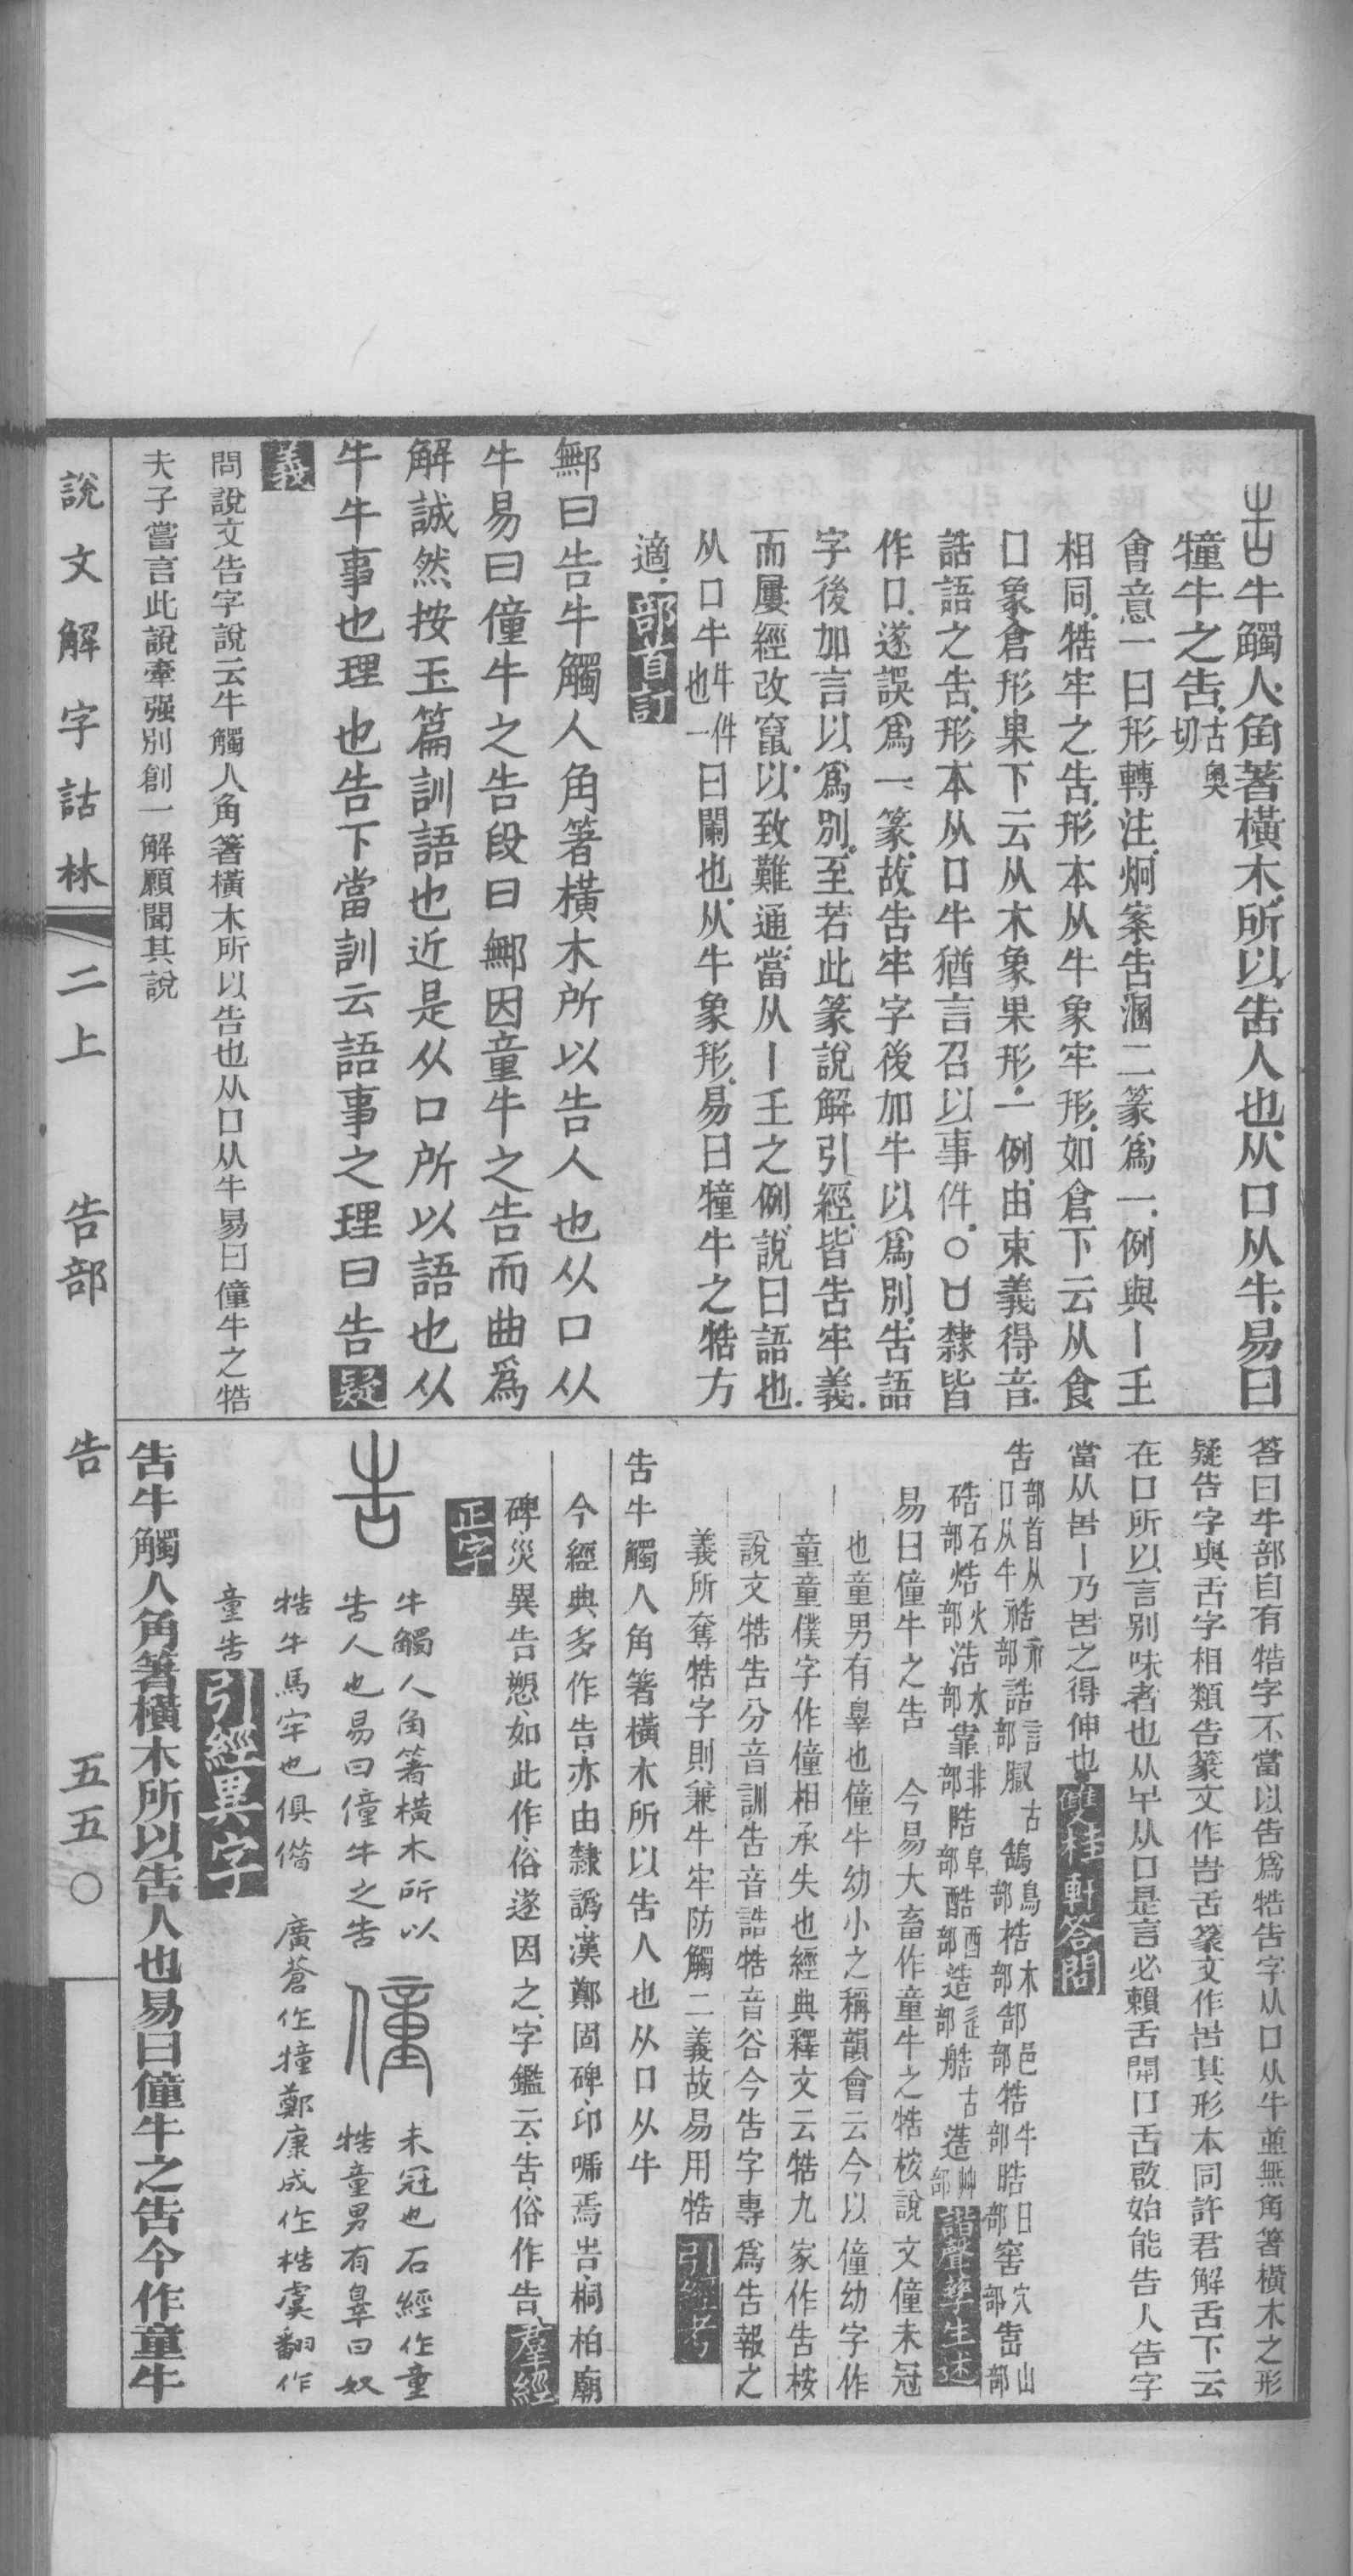 牛觸人角著橫木所以告人也从口从牛易曰
犝牛之告古奧切
會意一曰形轉注炯案告溷二篆爲一例與丨王
相同牿牢之告形本从牛象牢形如倉下云从食
囗象倉形果下云从木象果形一例由束義得音
誥語之告形本从口牛猶言召以事件○口隸皆
作口遂誤爲一篆故告牢字後加牛以爲別告語
字後加言以爲別至若此篆說解引經皆告牢義
而屢經改竄以致難通當从丨王之例說曰語也
从口牛牛件也一曰闌也从牛象形易曰犝牛之牿方
適部首訂
鄦曰告牛觸人角箸橫木所以告人也从口从
牛易曰僮牛之告段曰鄦因童牛之告而曲爲
解誠然按玉篇訓語也近是从口所以語也从
牛牛事也理也告下當訓云語事之理曰告疑
義
問說文告字說云牛觸人角箸橫木所以告也从口从牛易曰僮牛之牿
夫子嘗言此說牽强別創一解願聞其說
答曰牛部自有牿字不當以告爲牿告字从口从牛並無角箸橫木之形
疑告字與舌字相類告篆文作告舌篆文作舌其形本同許君解舌下云
在口所以言別味者也从干从口是言必賴舌開口舌啟始能告人告字
當从舌丨乃舌之得伸也雙桂軒答問
告部首从口从牛祰示部誥言部鵠鳥部梏木部郜邑部牿牛部晧日部窖穴部嵪山部
硞石部焅火部浩水部靠非部陪阜部酷酉部造辵部艁古䔏艸部諧聲孳生述
易曰僮牛之告　今易大畜作童牛之牿桉說文僮未冠
也童男有辠也僮牛幼小之稱韻會云今以僮幼字作
童童僕字作僮相承失也經典釋文云牿九家作告桉
說文牿告分音訓告音誥牿音谷今告字專爲告報之
義所奪牿字則兼牛牢防觸二義故易用牿引經考
告牛觸人角箸橫木所以告人也从口从牛
今經典多作告亦由隸譌漢鄭固碑印㗭焉告桐柏廟
碑災異告愬如此作俗遂因之字鑑云告俗作告羣經
正字
牛觸人角箸橫木所以
告人也易曰僮牛之告
僮
未冠也石經作童
牿童男有辠曰奴
牿牛馬牢也俱僃　廣蒼作犝鄭康成作梏虞翻作
童告引經異字
告牛觸人角箸橫木所以告人也易曰僮牛之告今作童牛
說文解字詁林　二上　告部　告　五五○